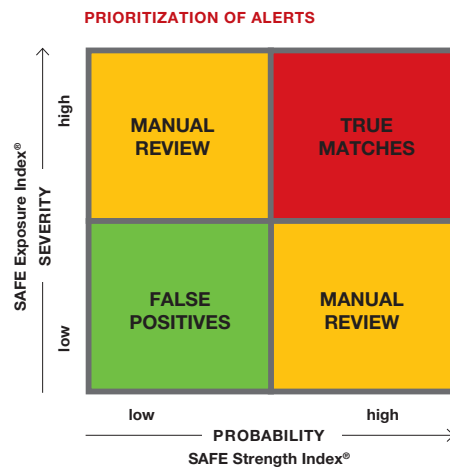 PRIORITIZATION OF ALERTS
SAFE Exposure Index®
SEVERITY
high
low
MANUAL
REVIEW
TRUE
MATCHES
FALSE
POSITIVES
MANUAL
REVIEW
low
high
PROBABILITY
SAFE Strength Index®